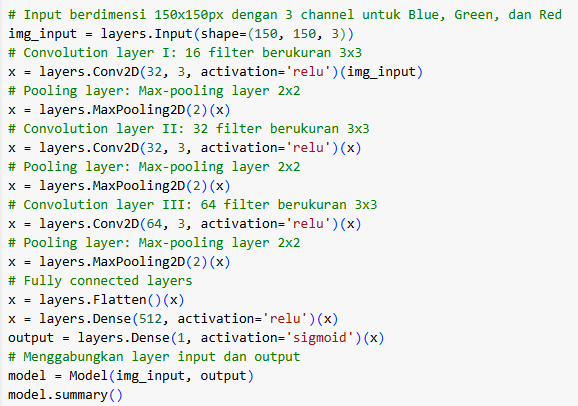 # Input berdimensi 150x150px dengan 3 channel untuk Blue, Green, dan Red
img_input = layers.Input(shape=(150, 150, 3))
# Convolution layer I: 16 filter berukuran 3x3
x = layers.Conv2D(32, 3, activation='relu')(img_input)
# Pooling layer: Max-pooling layer 2x2
x = layers.MaxPooling2D(2)(x)
# Convolution layer II: 32 filter berukuran 3x3
x = layers.Conv2D(32, 3, activation='relu')(x)
# Pooling layer: Max-pooling layer 2x2
x = layers.MaxPooling2D(2)(x)
# Convolution layer III: 64 filter berukuran 3x3
x = layers.Conv2D(64, 3, activation='relu')(x)
# Pooling layer: Max-pooling layer 2x2
x = layers.MaxPooling2D(2)(x)
# Fully connected layers
x = layers.Flatten()(x)
x = layers.Dense(512, activation='relu')(x)
output = layers.Dense(1, activation='sigmoid')(x)
# Menggabungkan layer input dan output
model = Model(img_input, output)
model.summary()